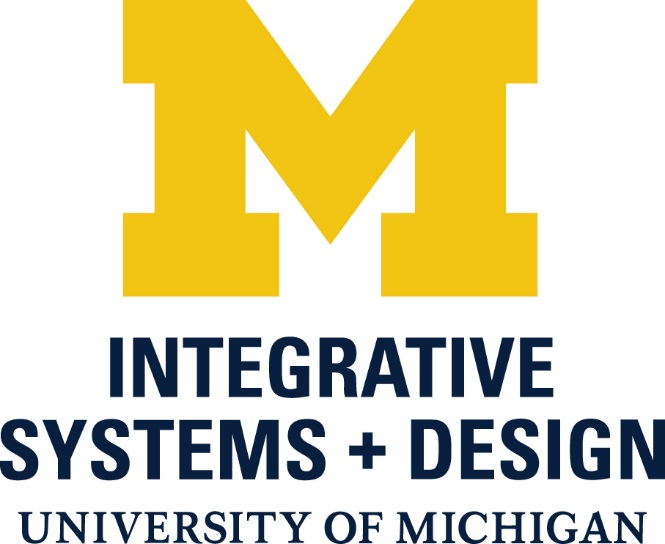 M
INTEGRATIVE
SYSTEMS + DESIGN
UNIVERSITY OF MICHIGAN